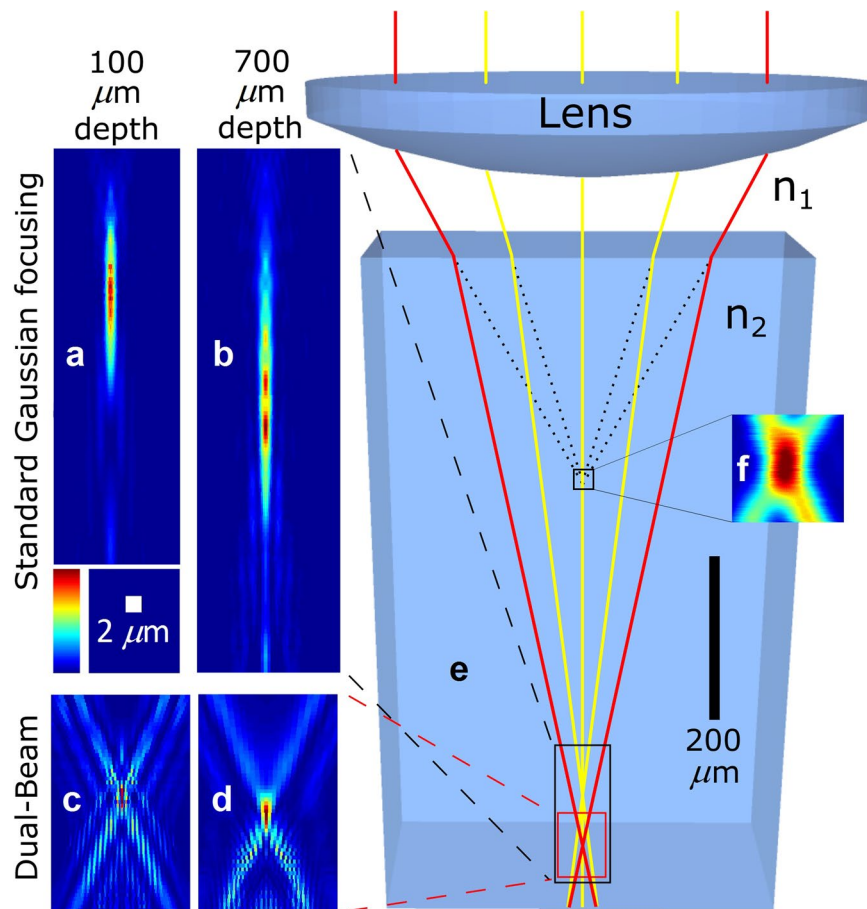 100
μm
depth
700
μm
depth
Lens
n₁
n₂
Standard Gaussian focusing
a
b
f
2 μm
e
200
μm
Dual-Beam
c
d